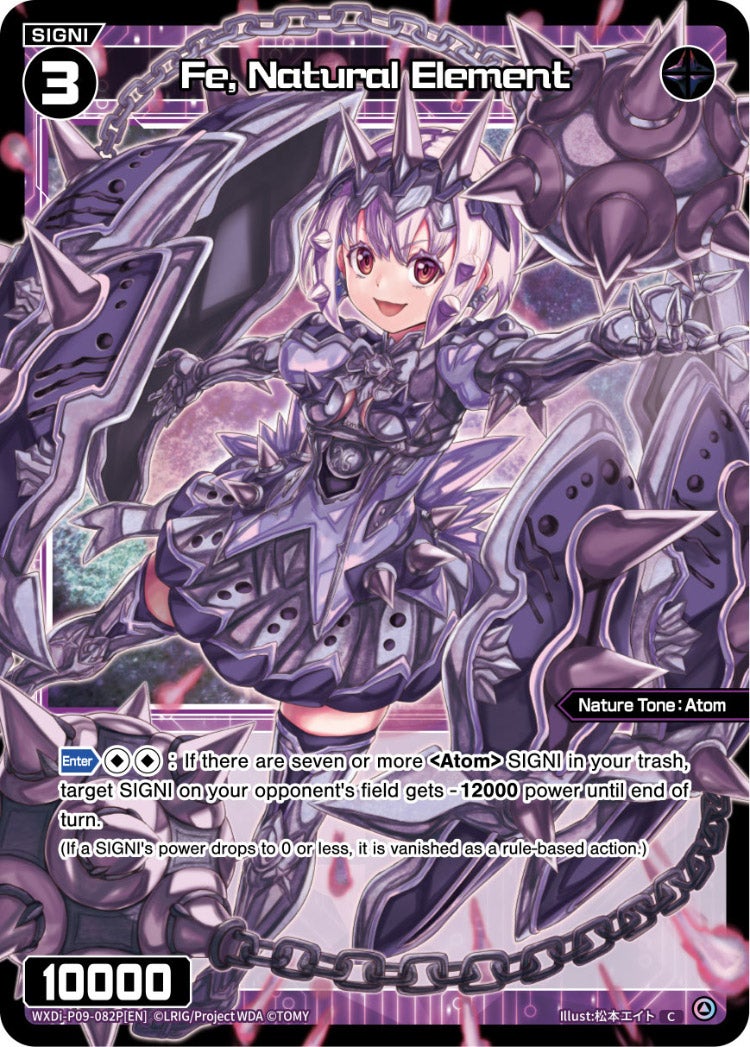 SIGNI
3
Fe, Natural Element
Nature Tone：Atom
Enter : If there are seven or more <Atom> SIGNI in your trash,
target SIGNI on your opponent's field gets -12000 power until end of
turn.
(If a SIGNI's power drops to 0 or less, it is vanished as a rule-based action.)
10000
WXDi-P09-082P[EN] ©LRIG/Project WDA ©TOMY
Illust:松本エイト C